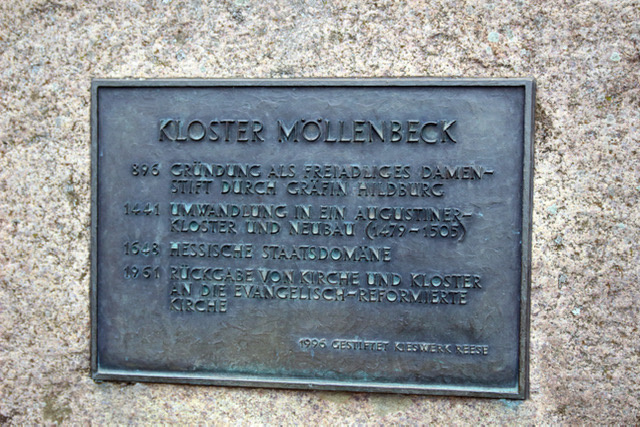 KLOSTER MÖLLENBECK
896 GRÜNDUNG ALS FREIADLIGES DAMEN-
STIFT DURCH GRÄFIN HILDBURG
1441 UMWANDLUNG IN EIN AUGUSTINER-
KLOSTER UND NEUBAU (1479-1505)
1648 HESSISCHE STAATSDOMÄNE
1961 RÜCKGABE VON KIRCHE UND KLOSTER
AN DIE EVANGELISCH-REFORMIERTE
KIRCHE
1996 GESTIFTET KIESWERK REESE